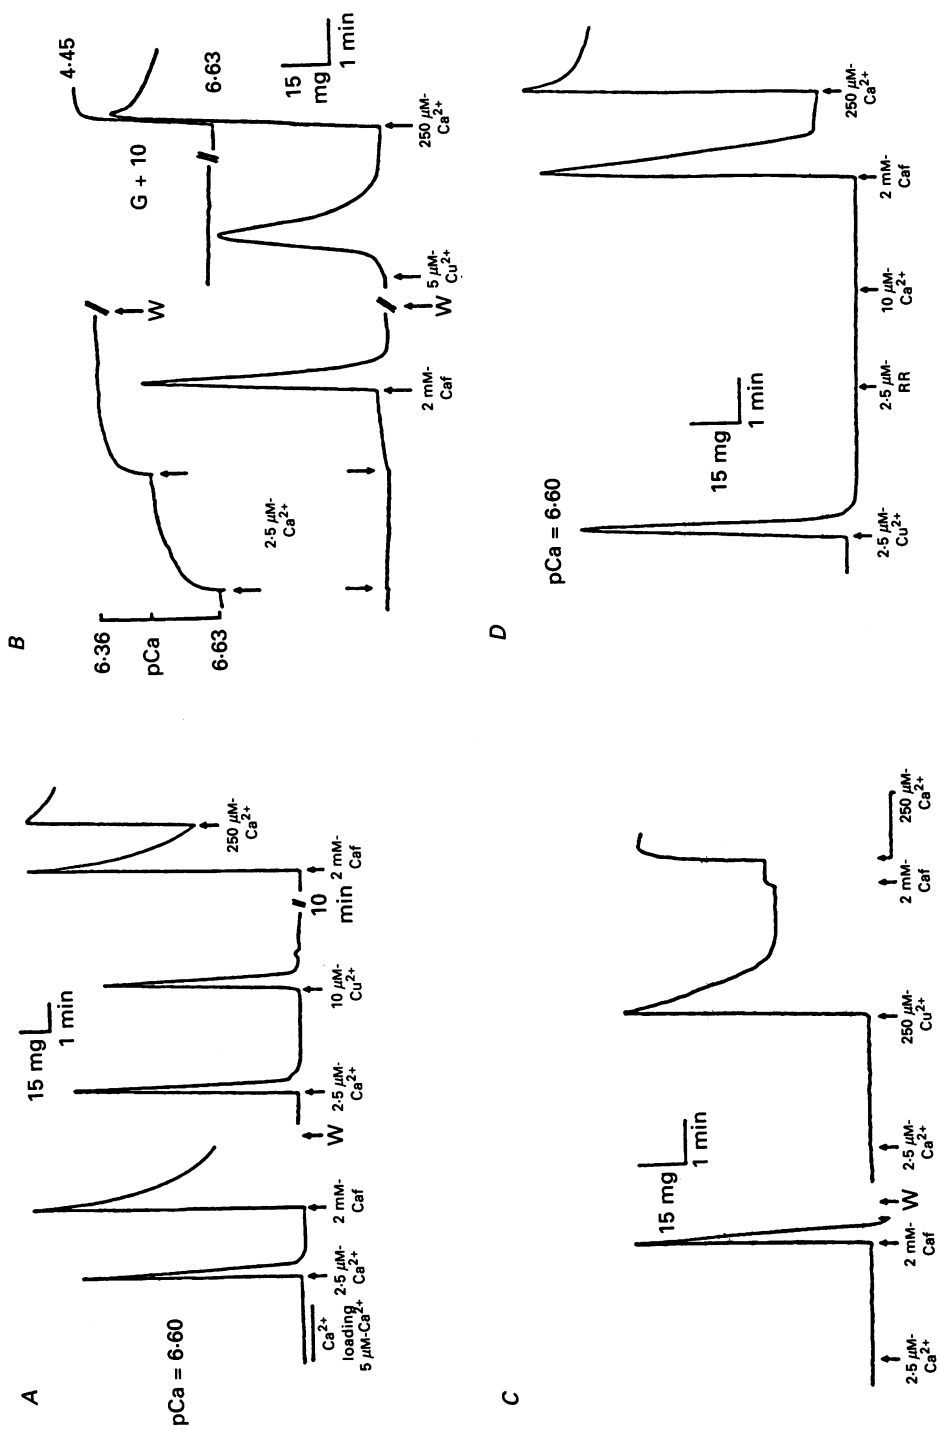 A
pCa = 6·60
Ca2+
loading
5 μM-Ca2+
2·5 μM-
Ca2+
2 mM-
Caf
W
15 mg
1 min
2·5 μM-
Ca2+
10 μM-
Cu2+
10
min
2 mM-
Caf
250 μM-
Ca2+
B
6·36
pCa
6·63
2·5 μM-
Ca2+
2 mM-
Caf
W
W
5 μM-
Cu2+
G + 10
4·45
6·63
250 μM-
Ca2+
15
mg
1 min
C
2·5 μM-
Ca2+
2 mM-
Caf
W
15 mg
1 min
2·5 μM-
Ca2+
250 μM-
Cu2+
2 mM-
Caf
250 μM-
Ca2+
D
pCa = 6·60
2·5 μM-
Cu2+
15 mg
1 min
2·5 μM-
RR
10 μM-
Ca2+
2 mM-
Caf
250 μM-
Ca2+